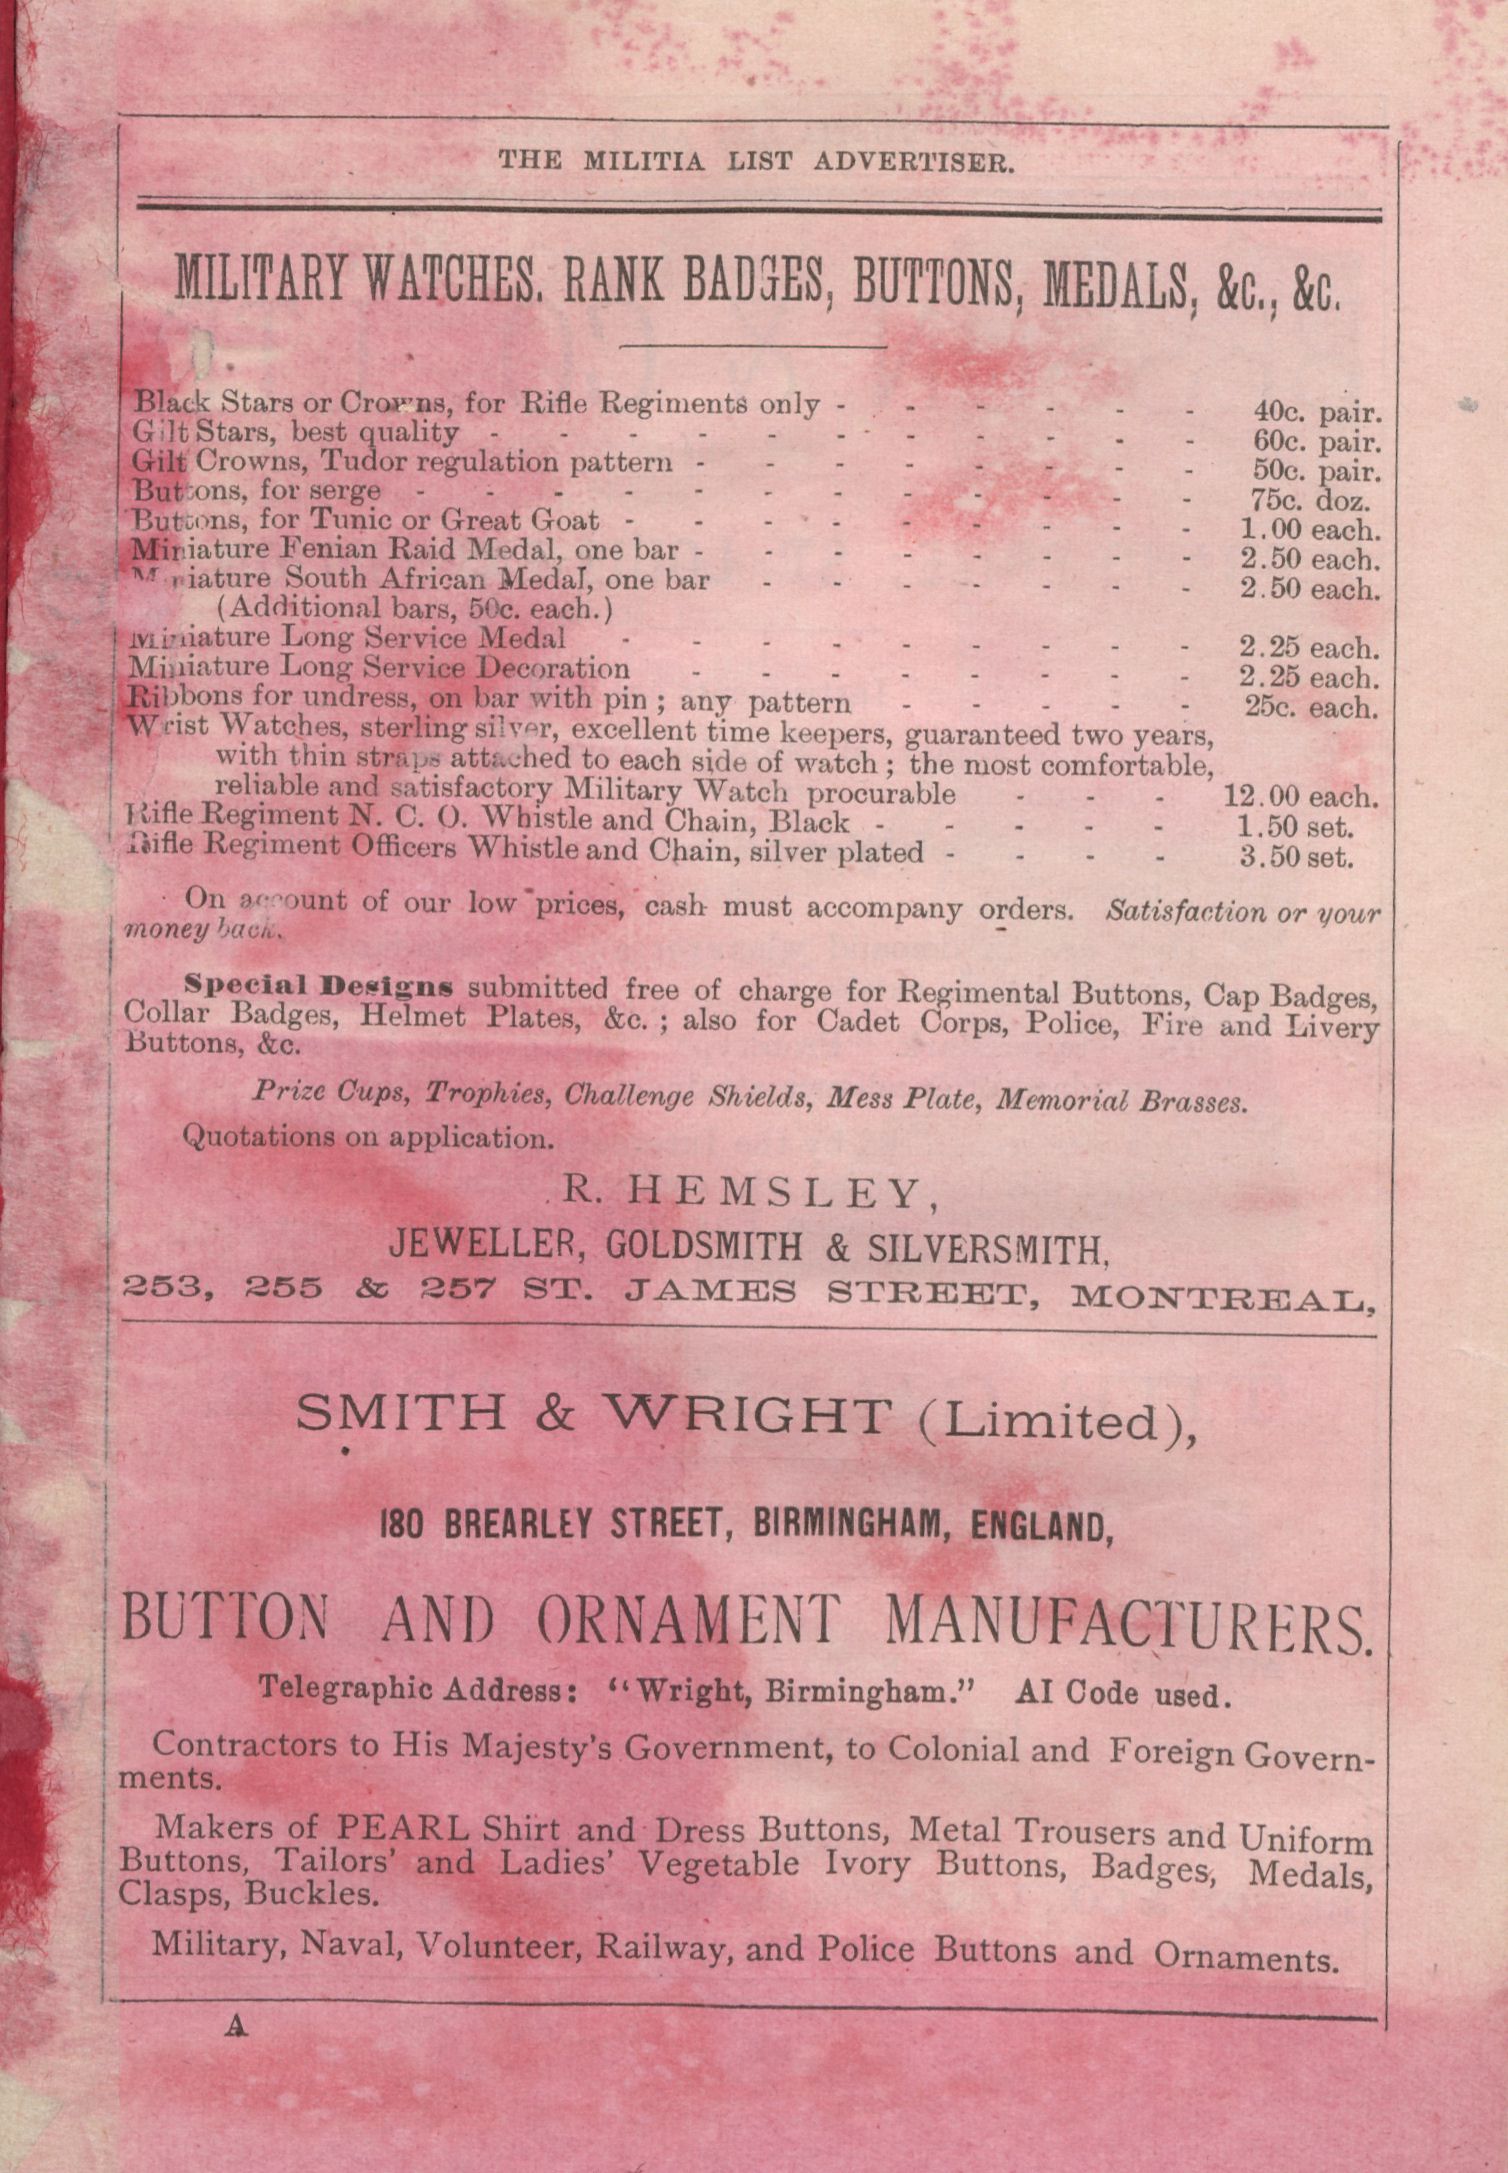 THE MILITIA LIST ADVERTISER.
MILITARY WATCHES. RANK BADGES, BUTTONS, MEDALS, &C., &C.
Black Stars or Crowns, for Rifle Regiments only - - - - - - 40c. pair.
Gilt Stars, best quality - - - - - - - - - - - 60c. pair.
Gilt Crowns, Tudor regulation pattern - - - - - - - - 50c. pair.
Buttons, for serge - - - - - - - - - - - - 75c. doz.
Buttons, for Tunic or Great Goat - - - - - - - - - 1.00 each.
Miniature Fenian Raid Medal, one bar - - - - - - - - 2.50 each.
Miniature South African Medal, one bar - - - - - - - 2.50 each.
(Additional bars, 50c. each.)
Miniature Long Service Medal - - - - - - - - - 2.25 each.
Miniature Long Service Decoration - - - - - - - - 2.25 each.
Ribbons for undress, on bar with pin ; any pattern - - - - - 25c. each.
Wrist Watches, sterling silver, excellent time keepers, guaranteed two years,
with thin straps attached to each side of watch ; the most comfortable,
reliable and satisfactory Military Watch procurable - - - 12.00 each.
Rifle Regiment N. C. O. Whistle and Chain, Black - - - - - 1.50 set.
Rifle Regiment Officers Whistle and Chain, silver plated - - - - 3.50 set.
On account of our low prices, cash must accompany orders. Satisfaction or your
money back.
Special Designs submitted free of charge for Regimental Buttons, Cap Badges,
Collar Badges, Helmet Plates, &c. ; also for Cadet Corps, Police, Fire and Livery
Buttons, &c.
Prize Cups, Trophies, Challenge Shields, Mess Plate, Memorial Brasses.
Quotations on application.
R. HEMSLEY,
JEWELLER, GOLDSMITH & SILVERSMITH,
253, 255 & 257 ST. JAMES STREET, MONTREAL,
SMITH & WRIGHT (Limited),
180 BREARLEY STREET, BIRMINGHAM, ENGLAND,
BUTTON AND ORNAMENT MANUFACTURERS.
Telegraphic Address: "Wright, Birmingham." AI Code used.
Contractors to His Majesty's Government, to Colonial and Foreign Govern-
ments.
Makers of PEARL Shirt and Dress Buttons, Metal Trousers and Uniform
Buttons, Tailors' and Ladies' Vegetable Ivory Buttons, Badges, Medals,
Clasps, Buckles.
Military, Naval, Volunteer, Railway, and Police Buttons and Ornaments.
A